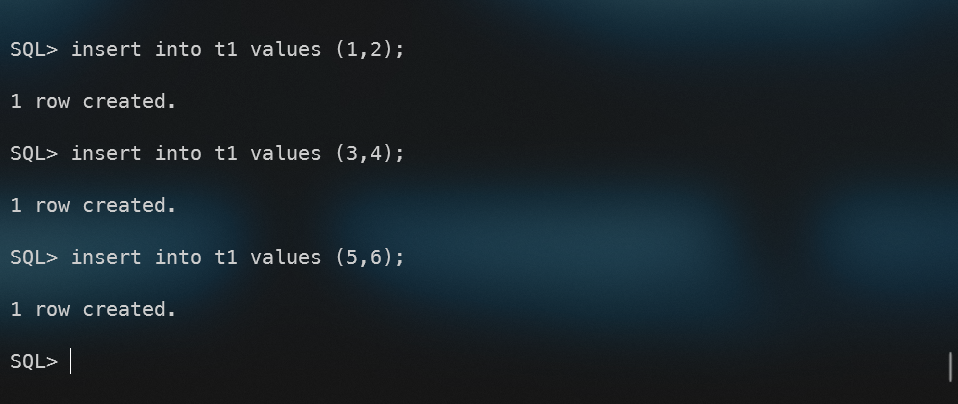 SQL> insert into t1 values (1,2);
1 row created.
SQL> insert into t1 values (3,4);
1 row created.
SQL> insert into t1 values (5,6);
1 row created.
SQL>